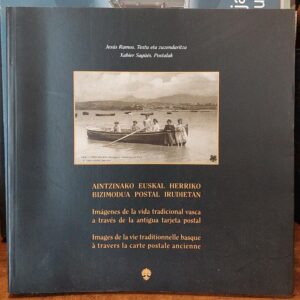 Jesús Ramos, Testu eta zuzendaritza
Xabier Sagüés, Postalak
AINTZINAKO EUSKAL HERRIKO
BIZIMODUA POSTAL IRUDIETAN
Imágenes de la vida tradicional vasca
a través de la antigua tarjeta postal
Images de la vie traditionnelle basque
à travers la carte postale ancienne